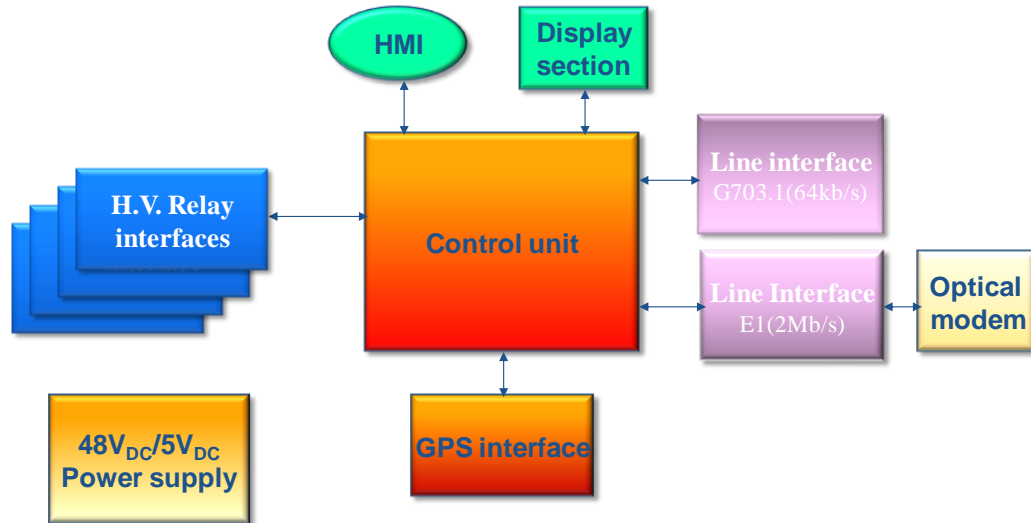 HMI
Display
section
Line interface
G703.1(64kb/s)
H.V. Relay
interfaces
Control unit
Line Interface
E1(2Mb/s)
Optical
modem
GPS interface
48VDC/5VDC
Power supply